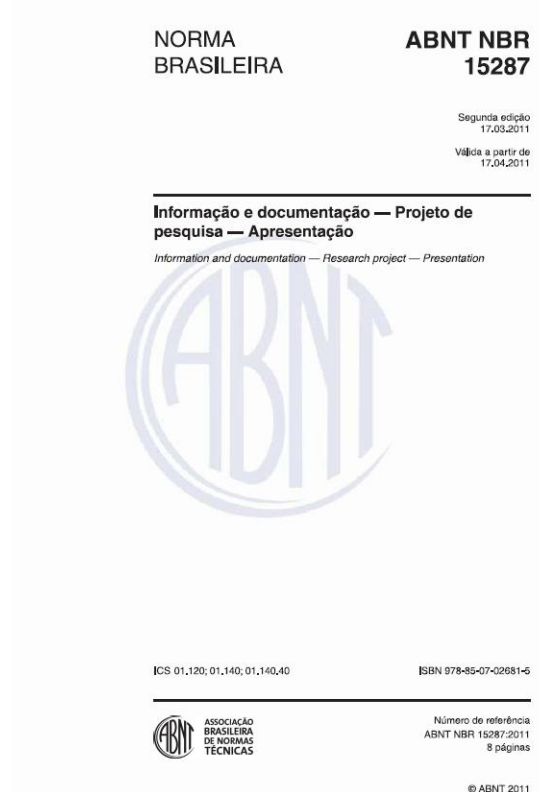 NORMA
BRASILEIRA
ABNT NBR
15287
Segunda edição
17.03.2011
Válida a partir de
17.04.2011
Informação e documentação — Projeto de
pesquisa — Apresentação
Information and documentation — Research project — Presentation
ABNT
ICS 01.120; 01.140; 01.140.40
ISBN 978-85-07-02681-5
ABNT
ASSOCIAÇÃO
BRASILEIRA
DE NORMAS
TÉCNICAS
Número de referência
ABNT NBR 15287:2011
8 páginas
© ABNT 2011